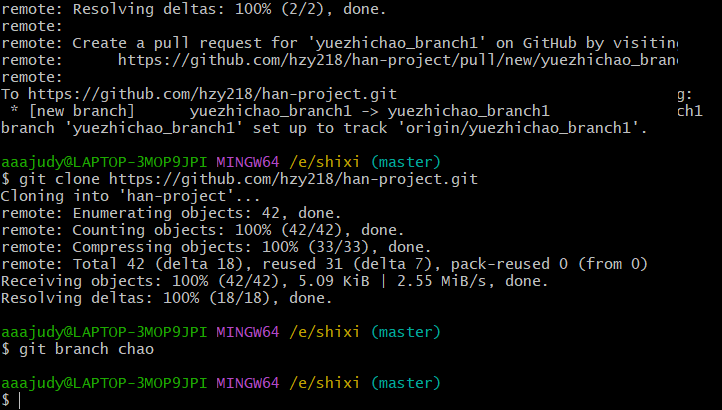 remote: Resolving deltas: 100% (2/2), done.
remote:
remote: Create a pull request for 'yuezhichao_branch1' on GitHub by visiting
remote:      https://github.com/hzy218/han-project/pull/new/yuezhichao_bran
remote:
To https://github.com/hzy218/han-project.git g:
 * [new branch]      yuezhichao_branch1 -> yuezhichao_branch1 ch1
branch 'yuezhichao_branch1' set up to track 'origin/yuezhichao_branch1'.
aaajudy@LAPTOP-3MOP9JPI MINGW64 /e/shixi (master)
$ git clone https://github.com/hzy218/han-project.git
Cloning into 'han-project'...
remote: Enumerating objects: 42, done.
remote: Counting objects: 100% (42/42), done.
remote: Compressing objects: 100% (33/33), done.
remote: Total 42 (delta 18), reused 31 (delta 7), pack-reused 0 (from 0)
Receiving objects: 100% (42/42), 5.09 KiB | 2.55 MiB/s, done.
Resolving deltas: 100% (18/18), done.
aaajudy@LAPTOP-3MOP9JPI MINGW64 /e/shixi (master)
$ git branch chao
aaajudy@LAPTOP-3MOP9JPI MINGW64 /e/shixi (master)
$